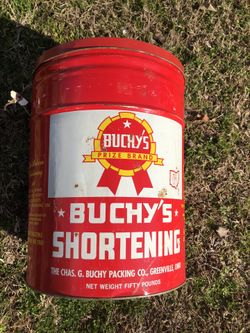 BUCHY'S
PRIZE BRAND
BUCHY'S
SHORTENING
THE CHAS. G. BUCHY PACKING CO., GREENVILLE, OHIO
NET WEIGHT FIFTY POUNDS